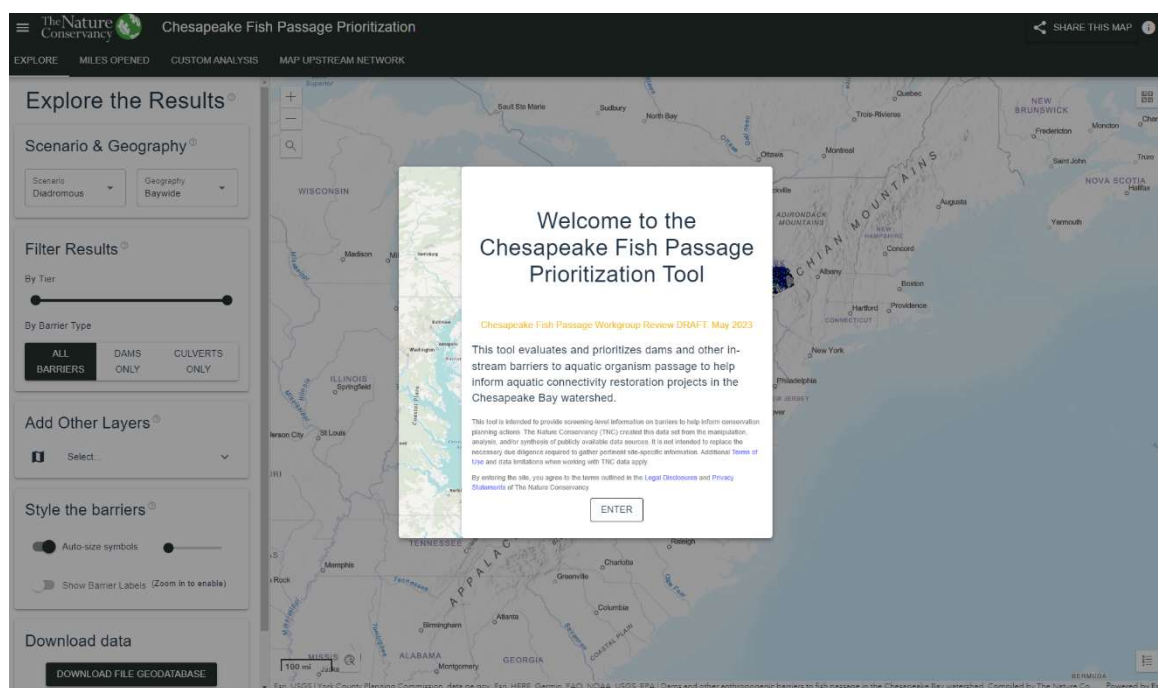 The Nature
Conservancy
Chesapeake Fish Passage Prioritization
SHARE THIS MAP
EXPLORE MILES OPENED CUSTOM ANALYSIS MAP UPSTREAM NETWORK
Explore the Results
Scenario & Geography
Scenario
Diadromous
Geography
Baywide
Filter Results
By Tier
By Barrier Type
ALL
BARRIERS
DAMS
ONLY
CULVERTS
ONLY
Add Other Layers
Select...
Style the barriers
Auto-size symbols
Show Barrier Labels (Zoom in to enable)
Download data
DOWNLOAD FILE GEODATABASE
Welcome to the
Chesapeake Fish Passage
Prioritization Tool
Chesapeake Fish Passage Workgroup Review DRAFT. May 2023
This tool evaluates and prioritizes dams and other in-
stream barriers to aquatic organism passage to help
inform aquatic connectivity restoration projects in the
Chesapeake Bay watershed.
This tool is intended to provide screening-level information on barriers to help inform conservation
planning actions. The Nature Conservancy (TNC) created this data set from the manipulation,
analysis, and/or synthesis of publicly available data sources. It is not intended to replace the
necessary due diligence required to gather pertinent site-specific information. Additional Terms of
Use and data limitations when working with TNC data apply.
By entering the site, you agree to the terms outlined in the Legal Disclosures and Privacy
Statements of The Nature Conservancy
ENTER
Superior
Sault Ste Marie
Sudbury
North Bay
Quebec
Trois-Rivieres
NEW
BRUNSWICK
Fredericton
Moncton
Saint John
Truro
Ottawa
Montreal
NOVA SCOTIA
Halifax
Yarmouth
WISCONSIN
Madison
ADIRONDACK
MOUNTAINS
APPALACHIAN MOUNTAINS
NEW
HAMPSHIRE
Augusta
Concord
Albany
Boston
Hartford
Providence
CONNECTICUT
New York
Philadelphia
ILLINOIS
Springfield
St Louis
TENNESSEE
Memphis
Raleigh
Charlotte
Greenville
Cape Fear
Columbia
Birmingham
Atlanta
ALABAMA
Montgomery
GEORGIA
COASTAL PLAIN
Savannah
100 mi
BERMUDA